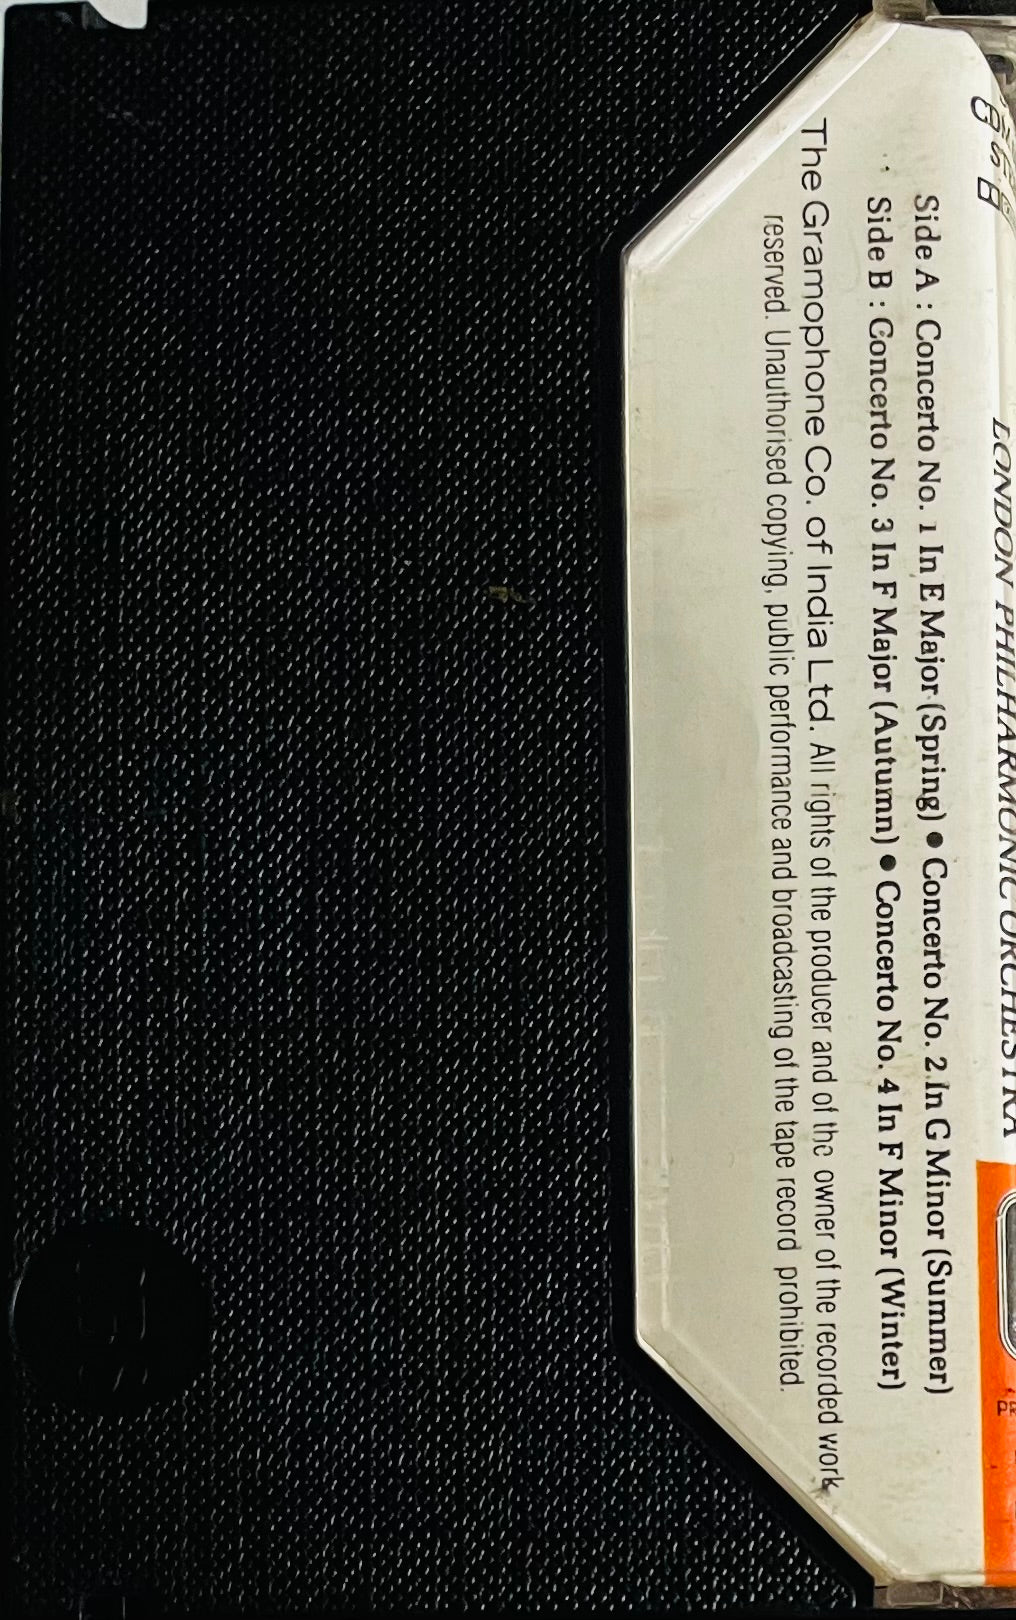 LONDON PHILHARMONIC ORCHESTRA
Side A : Concerto No. 1 In E Major (Spring) ● Concerto No. 2 In G Minor (Summer)
Side B : Concerto No. 3 In F Major (Autumn) ● Concerto No. 4 In F Minor (Winter)
The Gramophone Co. of India Ltd. All rights of the producer and of the owner of the recorded work
reserved. Unauthorised copying, public performance and broadcasting of the tape record prohibited.